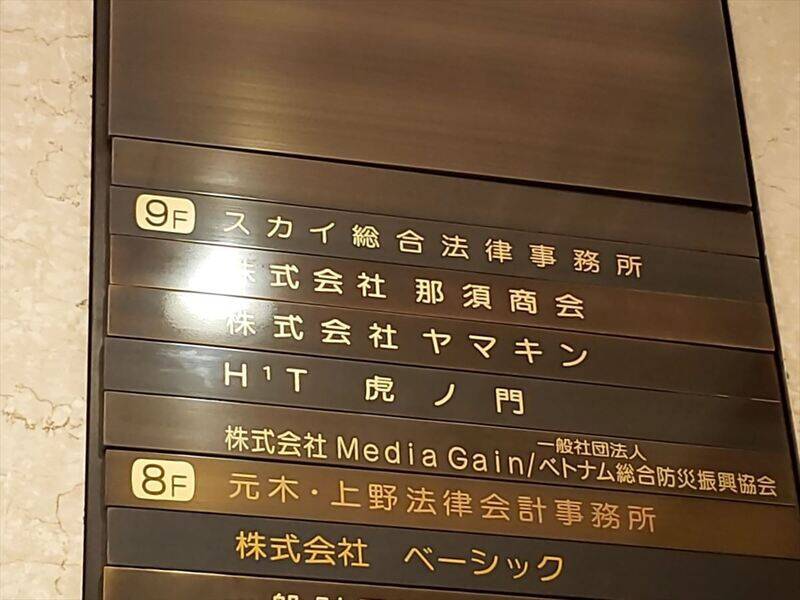 9F スカイ総合法律事務所
株式会社 那須商会
株式会社 ヤマキン
H¹T 虎ノ門
株式会社 Media Gain/一般社団法人ベトナム総合防災振興協会
8F 元木・上野法律会計事務所
株式会社 ベーシック